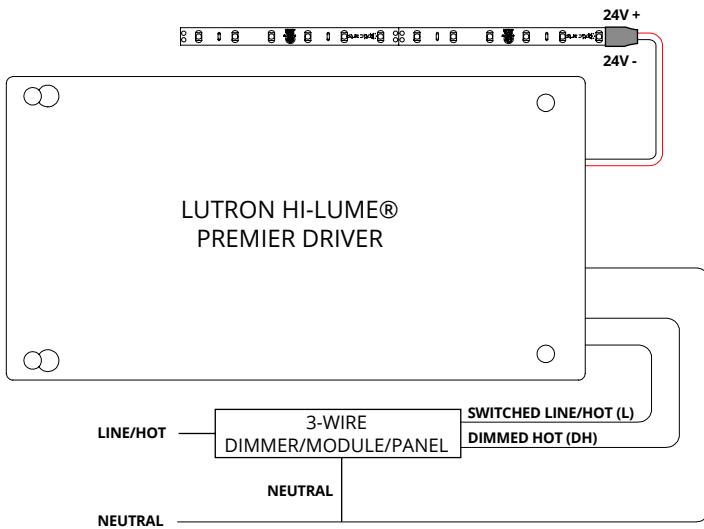 24V +
24V -
LUTRON HI-LUME®
PREMIER DRIVER
SWITCHED LINE/HOT (L)
3-WIRE
LINE/HOT
DIMMER/MODULE/PANEL
DIMMED HOT (DH)
NEUTRAL
NEUTRAL